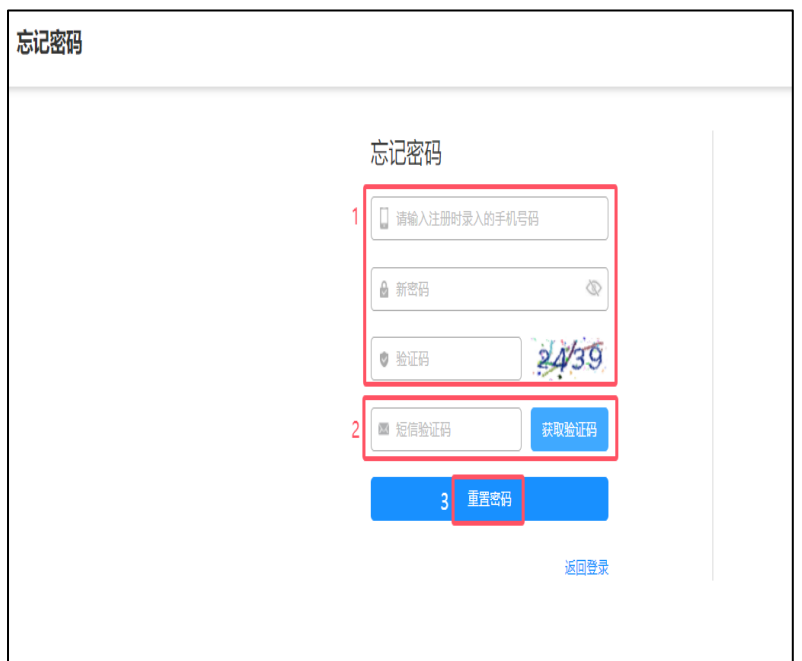 忘记密码
忘记密码
1
请输入注册时录入的手机号码
新密码
验证码
2439
2
短信验证码
获取验证码
3
重置密码
返回登录